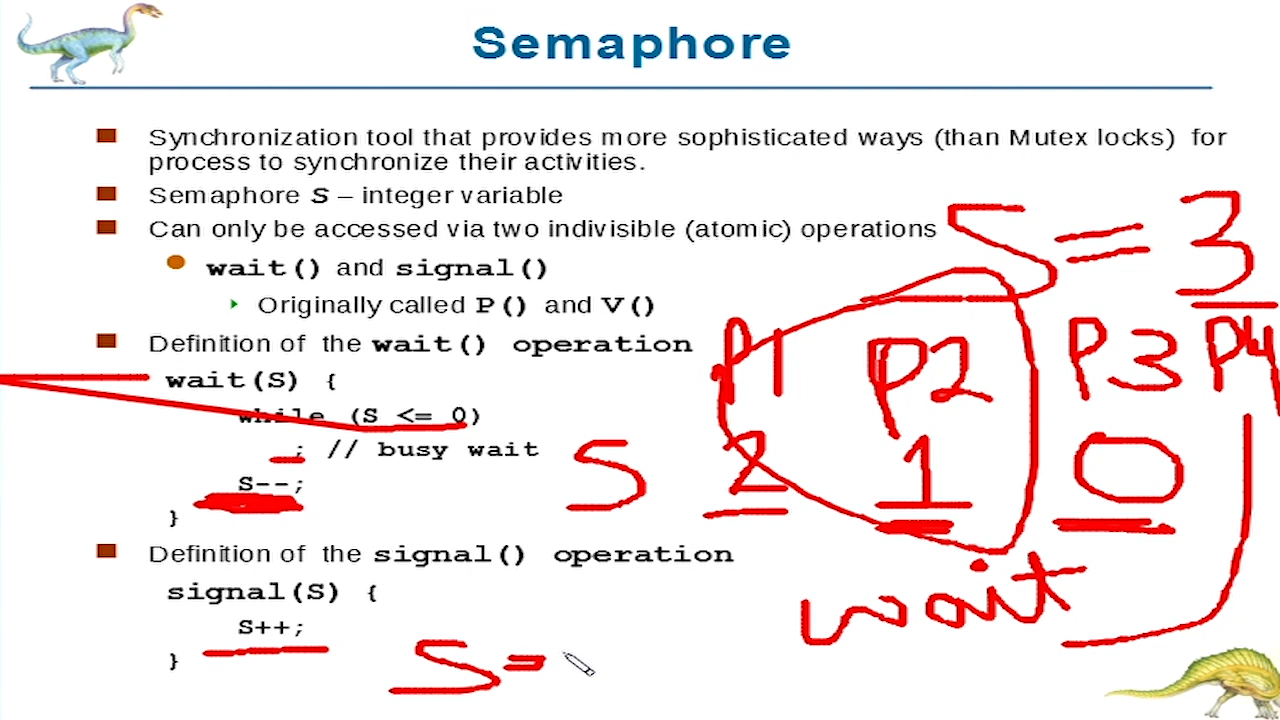 Semaphore
Synchronization tool that provides more sophisticated ways (than Mutex locks) for
process to synchronize their activities.
Semaphore S – integer variable
Can only be accessed via two indivisible (atomic) operations
S = 3
wait() and signal()
Originally called P() and V()
Definition of the wait() operation
P1 P2 P3 P4
wait(S) {
while (S <= 0)
; // busy wait
S 2 1 0
S--;
}
Definition of the signal() operation
wait
signal(S) {
S++;
}
S =